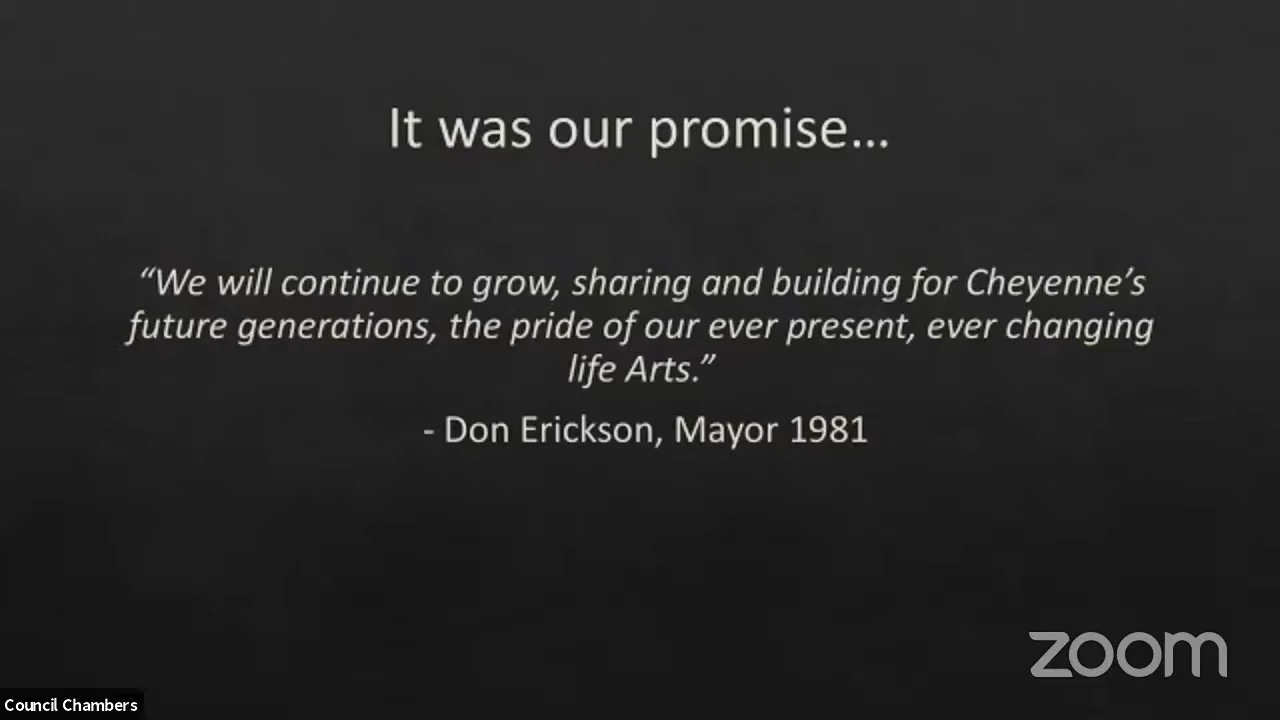 It was our promise…
“We will continue to grow, sharing and building for Cheyenne’s
future generations, the pride of our ever present, ever changing
life Arts.”
- Don Erickson, Mayor 1981
zoom
Council Chambers